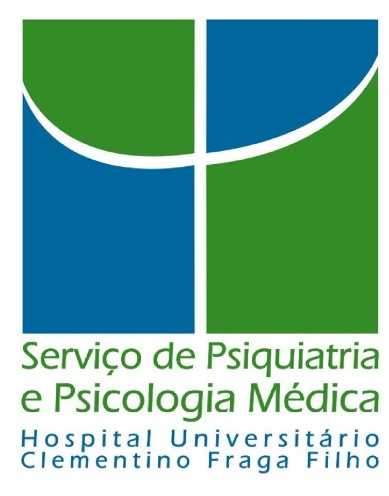 Serviço de Psiquiatria
e Psicologia Médica
Hospital Universitário
Clementino Fraga Filho